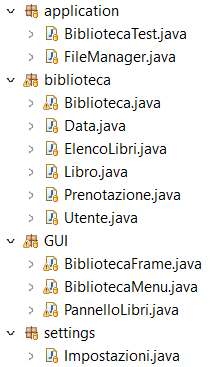 application
BibliotecaTest.java
FileManager.java
biblioteca
Biblioteca.java
Data.java
ElencoLibri.java
Libro.java
Prenotazione.java
Utente.java
GUI
BibliotecaFrame.java
BibliotecaMenu.java
PannelloLibri.java
settings
Impostazioni.java